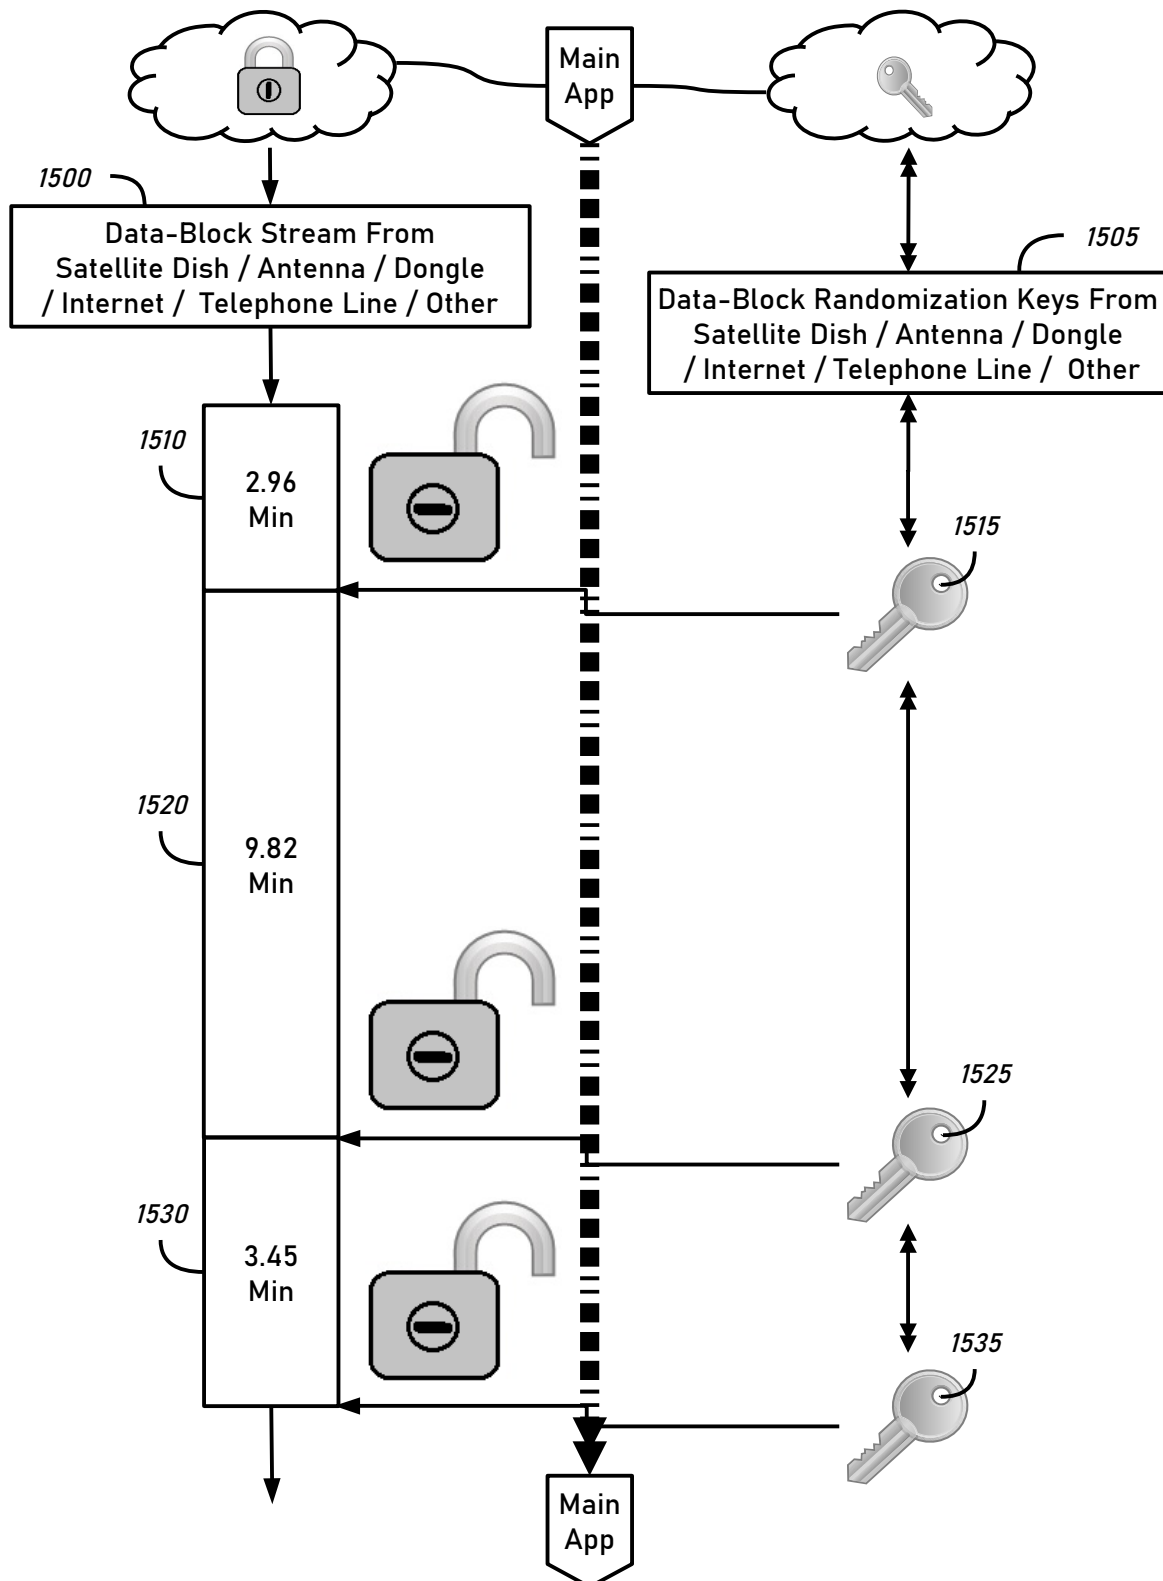 Main
App
1500
Data-Block Stream From
Satellite Dish / Antenna / Dongle
/ Internet / Telephone Line / Other
1505
Data-Block Randomization Keys From
Satellite Dish / Antenna / Dongle
/ Internet / Telephone Line / Other
1510
2.96
Min
1515
1520
9.82
Min
1525
1530
3.45
Min
1535
Main
App